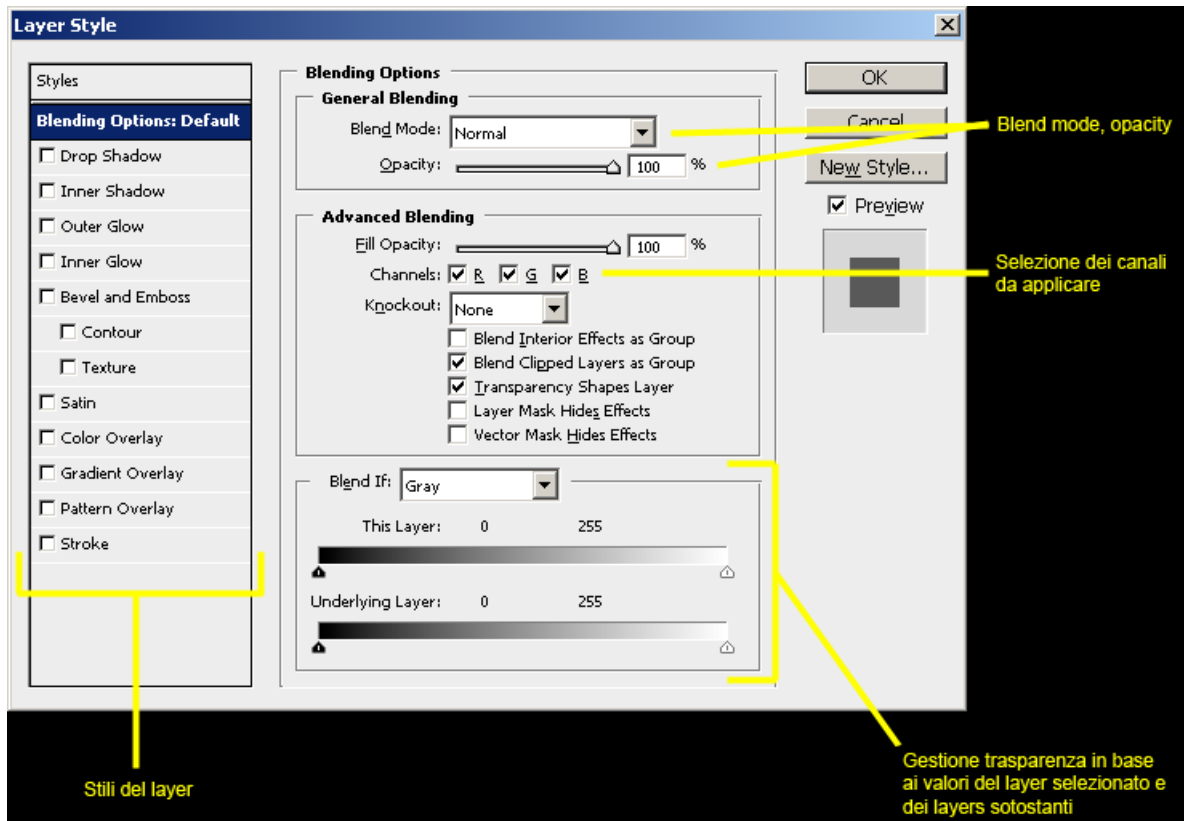 Layer Style
Styles
Blending Options: Default
Drop Shadow
Inner Shadow
Outer Glow
Inner Glow
Bevel and Emboss
Contour
Texture
Satin
Color Overlay
Gradient Overlay
Pattern Overlay
Stroke
Blending Options
General Blending
Blend Mode: Normal
Opacity: 100 %
Advanced Blending
Fill Opacity: 100 %
Channels: R G B
Knockout: None
Blend Interior Effects as Group
Blend Clipped Layers as Group
Transparency Shapes Layer
Layer Mask Hides Effects
Vector Mask Hides Effects
Blend If: Gray
This Layer: 0 255
Underlying Layer: 0 255
OK
Cancel
New Style...
Preview
Blend mode, opacity
Selezione dei canali
da applicare
Stili del layer
Gestione trasparenza in base
ai valori del layer selezionato e
dei layers sotostanti